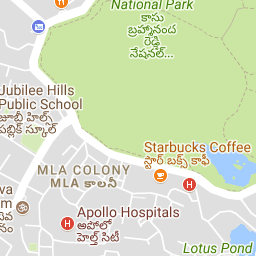 National Park
కాసు
బ్రహ్మానంద
రెడ్డి
నేషనల్...
Jubilee Hills
Public School
జూబ్లీ హిల్స్
పబ్లిక్ స్కూల్
Starbucks Coffee
స్టార్ బక్స్ కాఫీ
MLA COLONY
MLA కాలనీ
H
Apollo Hospitals
అపోలో
హెల్త్ సిటీ
H
Lotus Pond